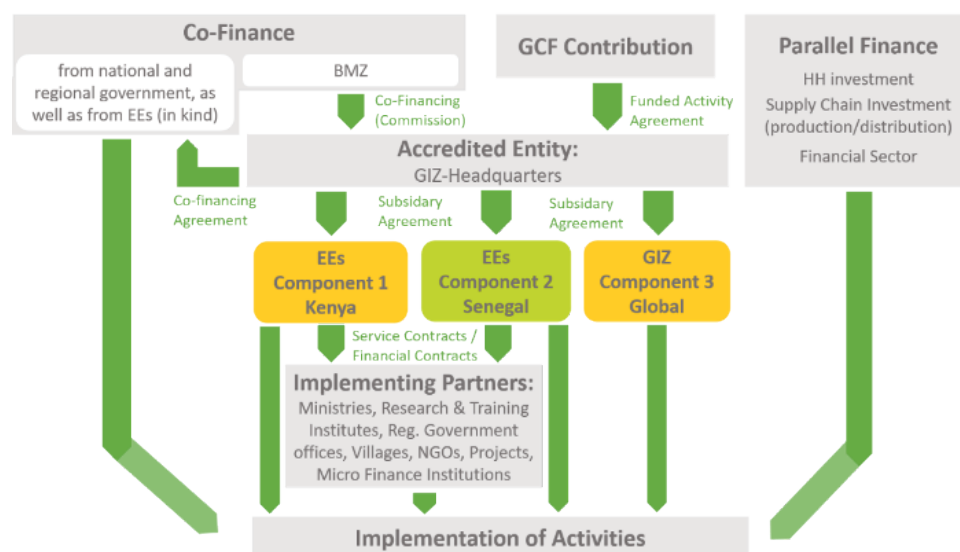 Co-Finance
from national and
regional government, as
well as from EEs (in kind)
BMZ
GCF Contribution
Parallel Finance
HH investment
Supply Chain Investment
(production/distribution)
Financial Sector
Co-Financing
(Commission)
Funded Activity
Agreement
Accredited Entity:
GIZ-Headquarters
Co-financing
Agreement
Subsidary
Agreement
Subsidary
Agreement
EEs
Component 1
Kenya
EEs
Component 2
Senegal
GIZ
Component 3
Global
Service Contracts /
Financial Contracts
Implementing Partners:
Ministries, Research & Training
Institutes, Reg. Government
offices, Villages, NGOs, Projects,
Micro Finance Institutions
Implementation of Activities